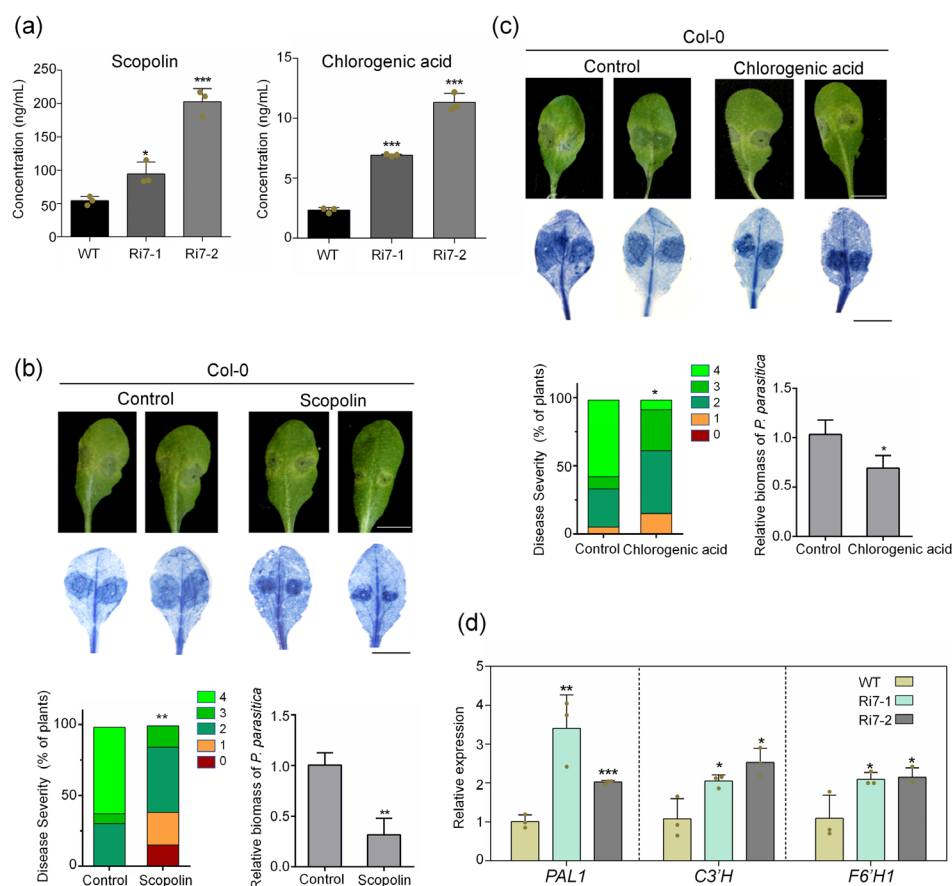 (a)
Scopolin
Concentration (ng/mL)
250
200
150
100
50
0
*
***
WT
Ri7-1
Ri7-2
Chlorogenic acid
Concentration (ng/mL)
15
10
5
0
***
***
WT
Ri7-1
Ri7-2
(b)
Col-0
Control
Scopolin
Disease Severity (% of plants)
100
50
0
**
4
3
2
1
0
Control
Scopolin
Relative biomass of P. parasitica
1.5
1.0
0.5
0.0
**
Control
Scopolin
(c)
Col-0
Control
Chlorogenic acid
Disease Severity (% of plants)
100
50
0
*
4
3
2
1
0
Control
Chlorogenic acid
Relative biomass of P. parasitica
1.5
1.0
0.5
0.0
*
Control
Chlorogenic acid
(d)
Relative expression
5
4
3
2
1
0
**
***
*
*
*
*
WT
Ri7-1
Ri7-2
PAL1
C3'H
F6'H1